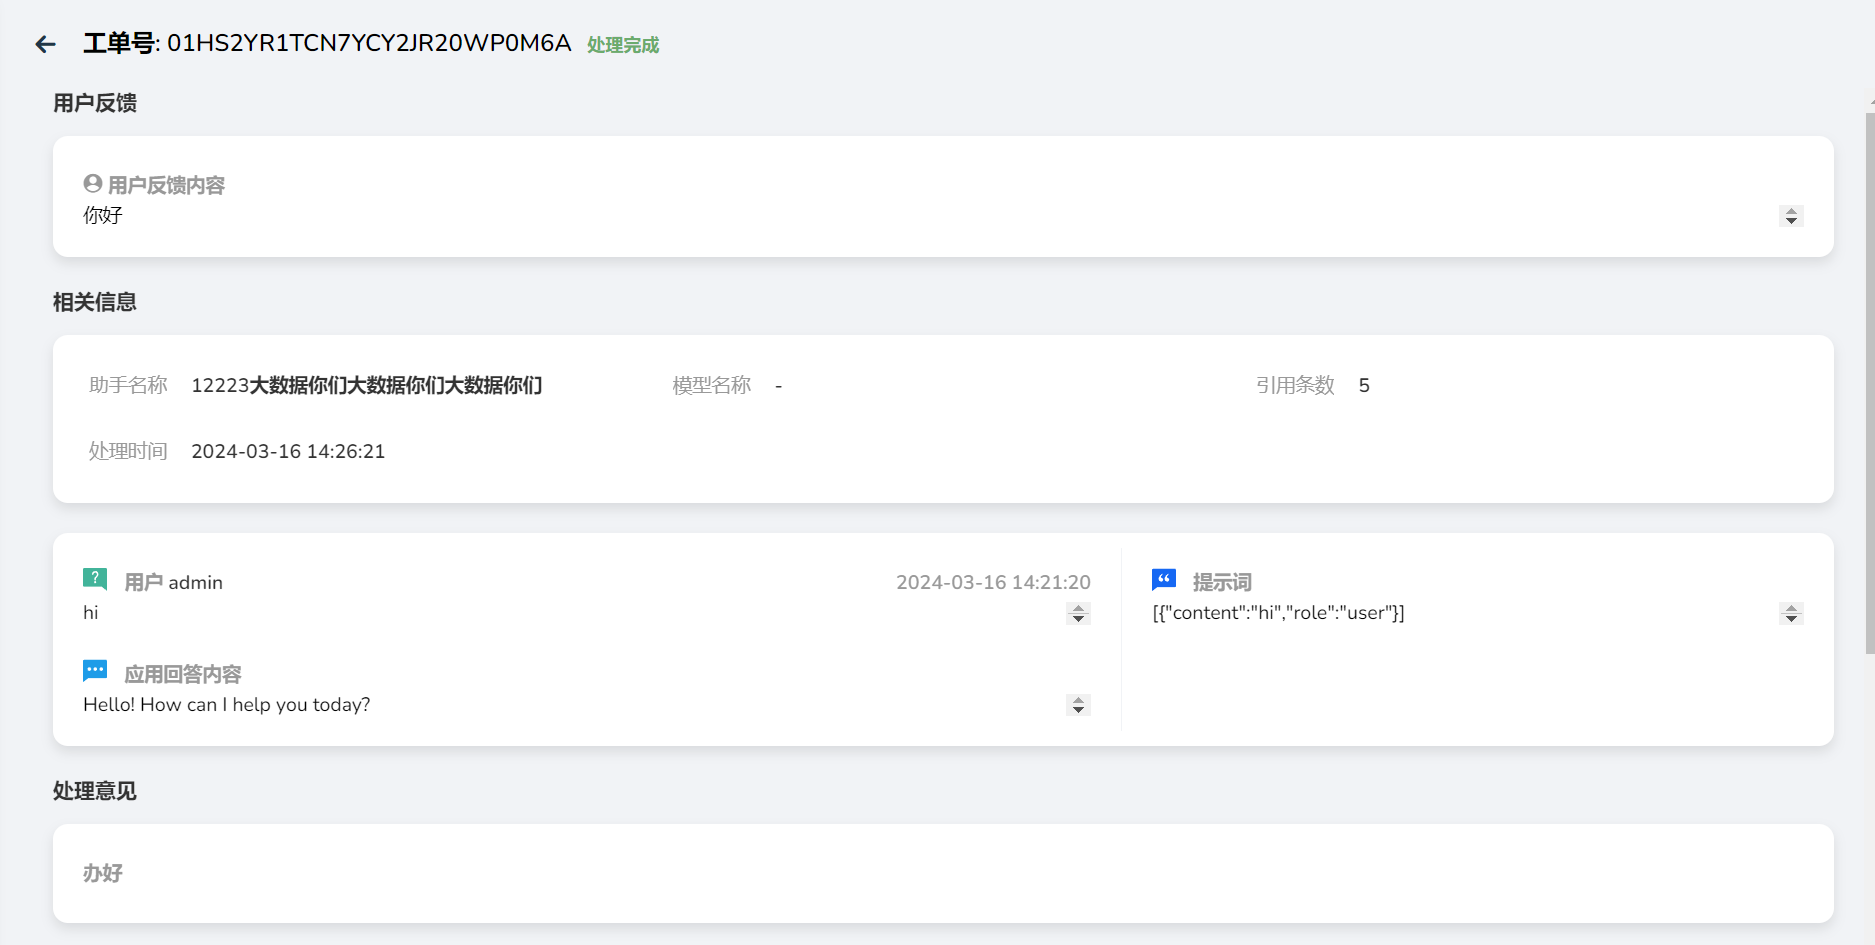 工单号: 01HS2YR1TCN7YCY2JR20WP0M6A 处理完成
用户反馈
用户反馈内容
你好
相关信息
助手名称 12223大数据你们大数据你们大数据你们 模型名称 - 引用条数 5
处理时间 2024-03-16 14:26:21
用户 admin 2024-03-16 14:21:20
hi
应用回答内容
Hello! How can I help you today?
提示词
[{"content":"hi","role":"user"}]
处理意见
办好